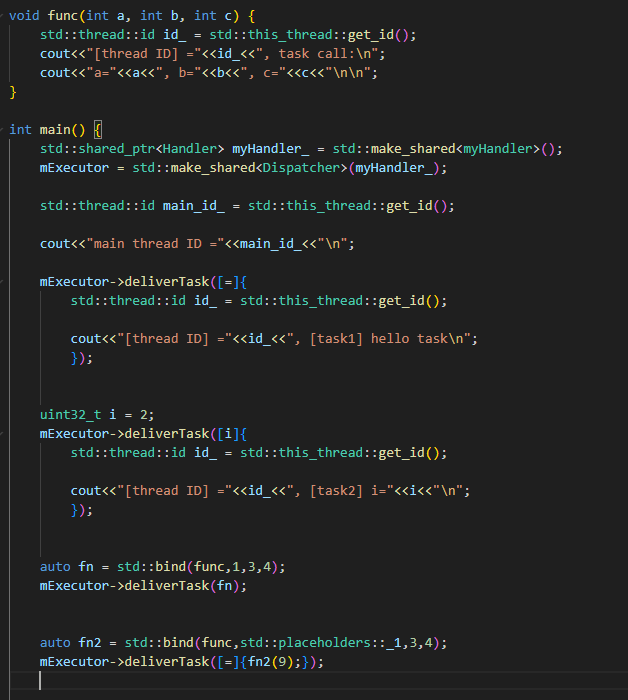 void func(int a, int b, int c) {
    std::thread::id id_ = std::this_thread::get_id();
    cout<<"[thread ID] ="<<id_<<", task call:\n";
    cout<<"a="<<a<<", b="<<b<<", c="<<c<<"\n\n";
}

int main() {
    std::shared_ptr<Handler> myHandler_ = std::make_shared<myHandler>();
    mExecutor = std::make_shared<Dispatcher>(myHandler_);

    std::thread::id main_id_ = std::this_thread::get_id();

    cout<<"main thread ID ="<<main_id_<<"\n";

    mExecutor->deliverTask([=]{
        std::thread::id id_ = std::this_thread::get_id();

        cout<<"[thread ID] ="<<id_<<", [task1] hello task\n";
        });


    uint32_t i = 2;
    mExecutor->deliverTask([i]{
        std::thread::id id_ = std::this_thread::get_id();

        cout<<"[thread ID] ="<<id_<<", [task2] i="<<i<<"\n";
        });


    auto fn = std::bind(func,1,3,4);
    mExecutor->deliverTask(fn);


    auto fn2 = std::bind(func,std::placeholders::_1,3,4);
    mExecutor->deliverTask([=]{fn2(9);});